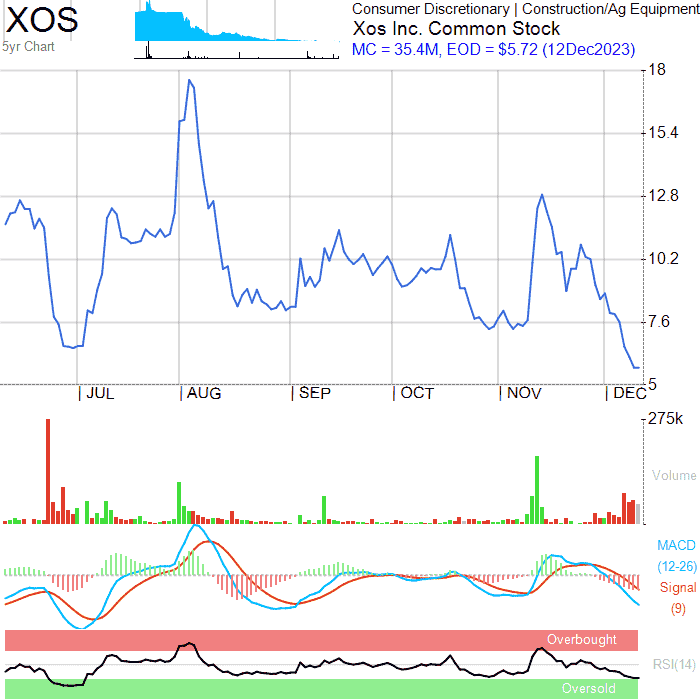 XOS
5yr Chart
Consumer Discretionary | Construction/Ag Equipment
Xos Inc. Common Stock
MC = 35.4M, EOD = $5.72 (12Dec2023)
18
15.4
12.8
10.2
7.6
5
| JUL | AUG | SEP | OCT | NOV | DEC
275k
Volume
MACD
(12-26)
Signal
(9)
Overbought
RSI(14)
Oversold